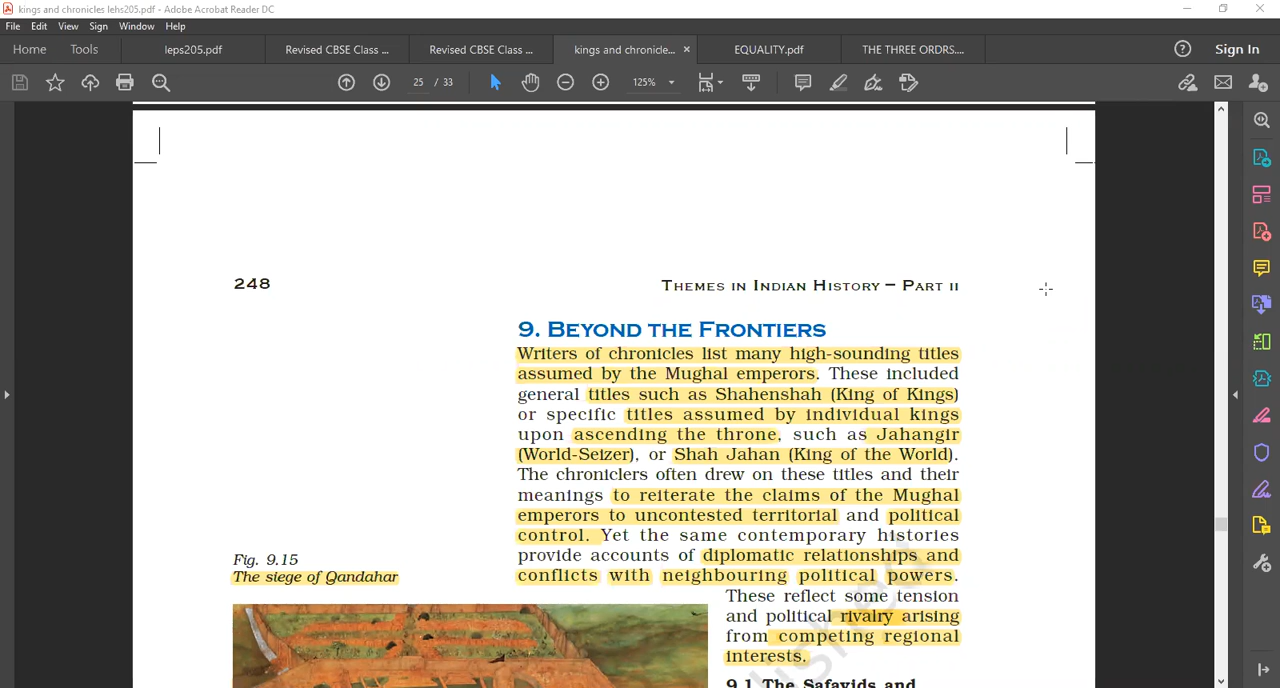 kings and chronicles lehs205.pdf - Adobe Acrobat Reader DC
File Edit View Sign Window Help
Home Tools leps205.pdf Revised CBSE Class ... Revised CBSE Class ... kings and chronicle... × EQUALITY.pdf THE THREE ORDRS.... Sign In
25 / 33 125%
248 THEMES IN INDIAN HISTORY – PART II
9. BEYOND THE FRONTIERS
Writers of chronicles list many high-sounding titles
assumed by the Mughal emperors. These included
general titles such as Shahenshah (King of Kings)
or specific titles assumed by individual kings
upon ascending the throne, such as Jahangir
(World-Seizer), or Shah Jahan (King of the World).
The chroniclers often drew on these titles and their
meanings to reiterate the claims of the Mughal
emperors to uncontested territorial and political
control. Yet the same contemporary histories
provide accounts of diplomatic relationships and
conflicts with neighbouring political powers.
These reflect some tension
and political rivalry arising
from competing regional
interests.
9.1 The Safavids and
Fig. 9.15
The siege of Qandahar